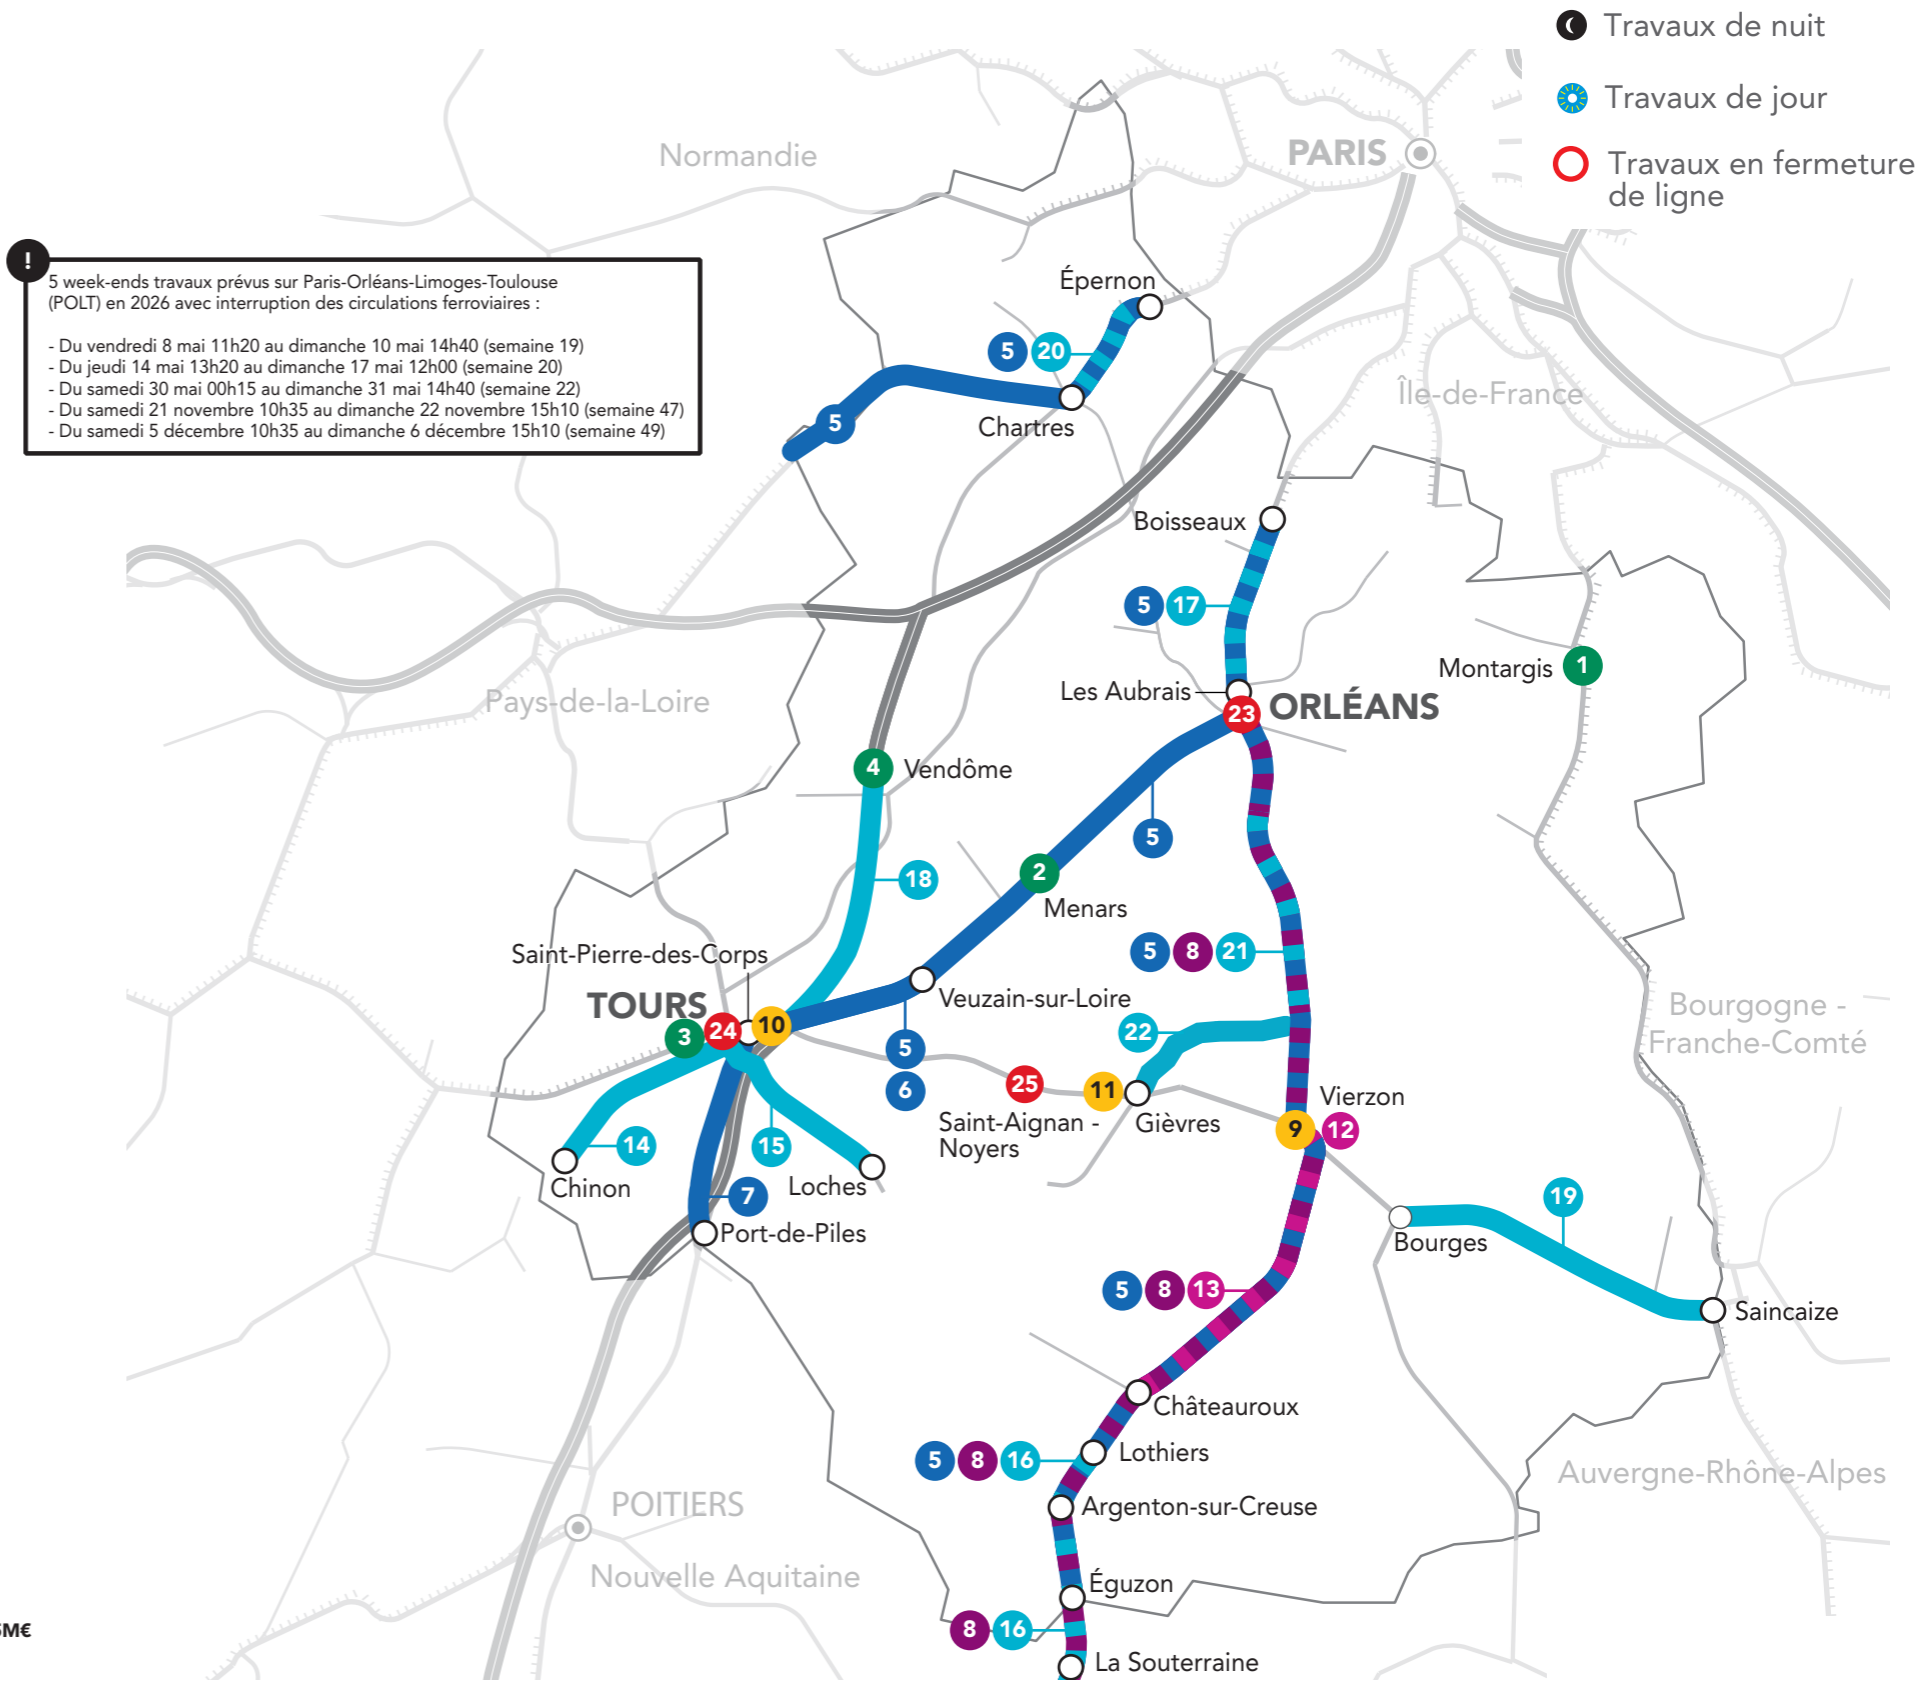 Travaux de nuit
Travaux de jour
Travaux en fermeture
de ligne
PARIS
Normandie
!
5 week-ends travaux prévus sur Paris-Orléans-Limoges-Toulouse
(POLT) en 2026 avec interruption des circulations ferroviaires :
- Du vendredi 8 mai 11h20 au dimanche 10 mai 14h40 (semaine 19)
- Du jeudi 14 mai 13h20 au dimanche 17 mai 12h00 (semaine 20)
- Du samedi 30 mai 00h15 au dimanche 31 mai 14h40 (semaine 22)
- Du samedi 21 novembre 10h35 au dimanche 22 novembre 15h10 (semaine 47)
- Du samedi 5 décembre 10h35 au dimanche 6 décembre 15h10 (semaine 49)
Épernon
5 20
Île-de-France
5
Chartres
Boisseaux
5 17
Montargis 1
Les Aubrais
23 ORLÉANS
Pays-de-la-Loire
4 Vendôme
5
2
18
Menars
5 8 21
Saint-Pierre-des-Corps
Veuzain-sur-Loire
TOURS
3 24 10
Bourgogne -
Franche-Comté
22
5
25 11
6
Vierzon
Saint-Aignan -
Noyers
Gièvres
9 12
14
15
Chinon
Loches
7
19
Port-de-Piles
Bourges
5 8 13
Saincaize
Châteauroux
5 8 16
Lothiers
Auvergne-Rhône-Alpes
POITIERS
Argenton-sur-Creuse
Nouvelle Aquitaine
Éguzon
8 16
M€
La Souterraine